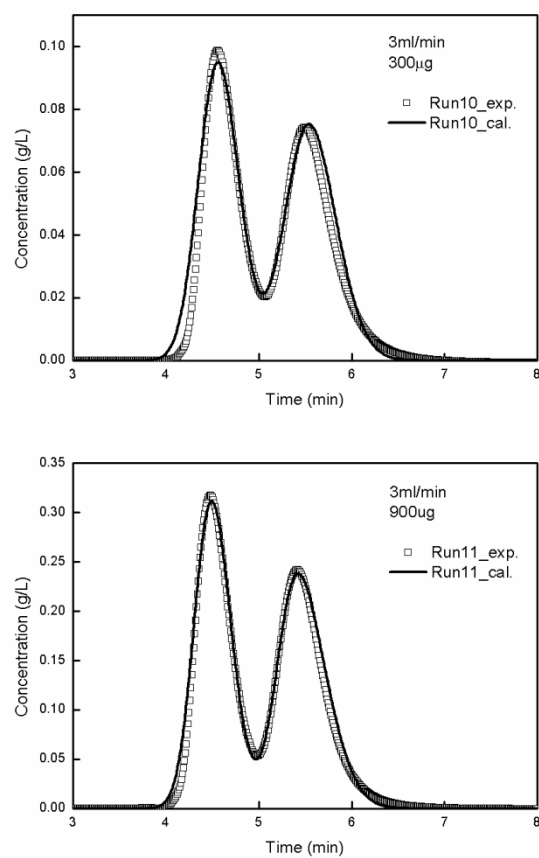 3ml/min
300μg
Run10_exp.
Run10_cal.
Concentration (g/L)
0.10
0.08
0.06
0.04
0.02
0.00
3 4 5 6 7 8
Time (min)
3ml/min
900ug
Run11_exp.
Run11_cal.
Concentration (g/L)
0.35
0.30
0.25
0.20
0.15
0.10
0.05
0.00
3 4 5 6 7 8
Time (min)